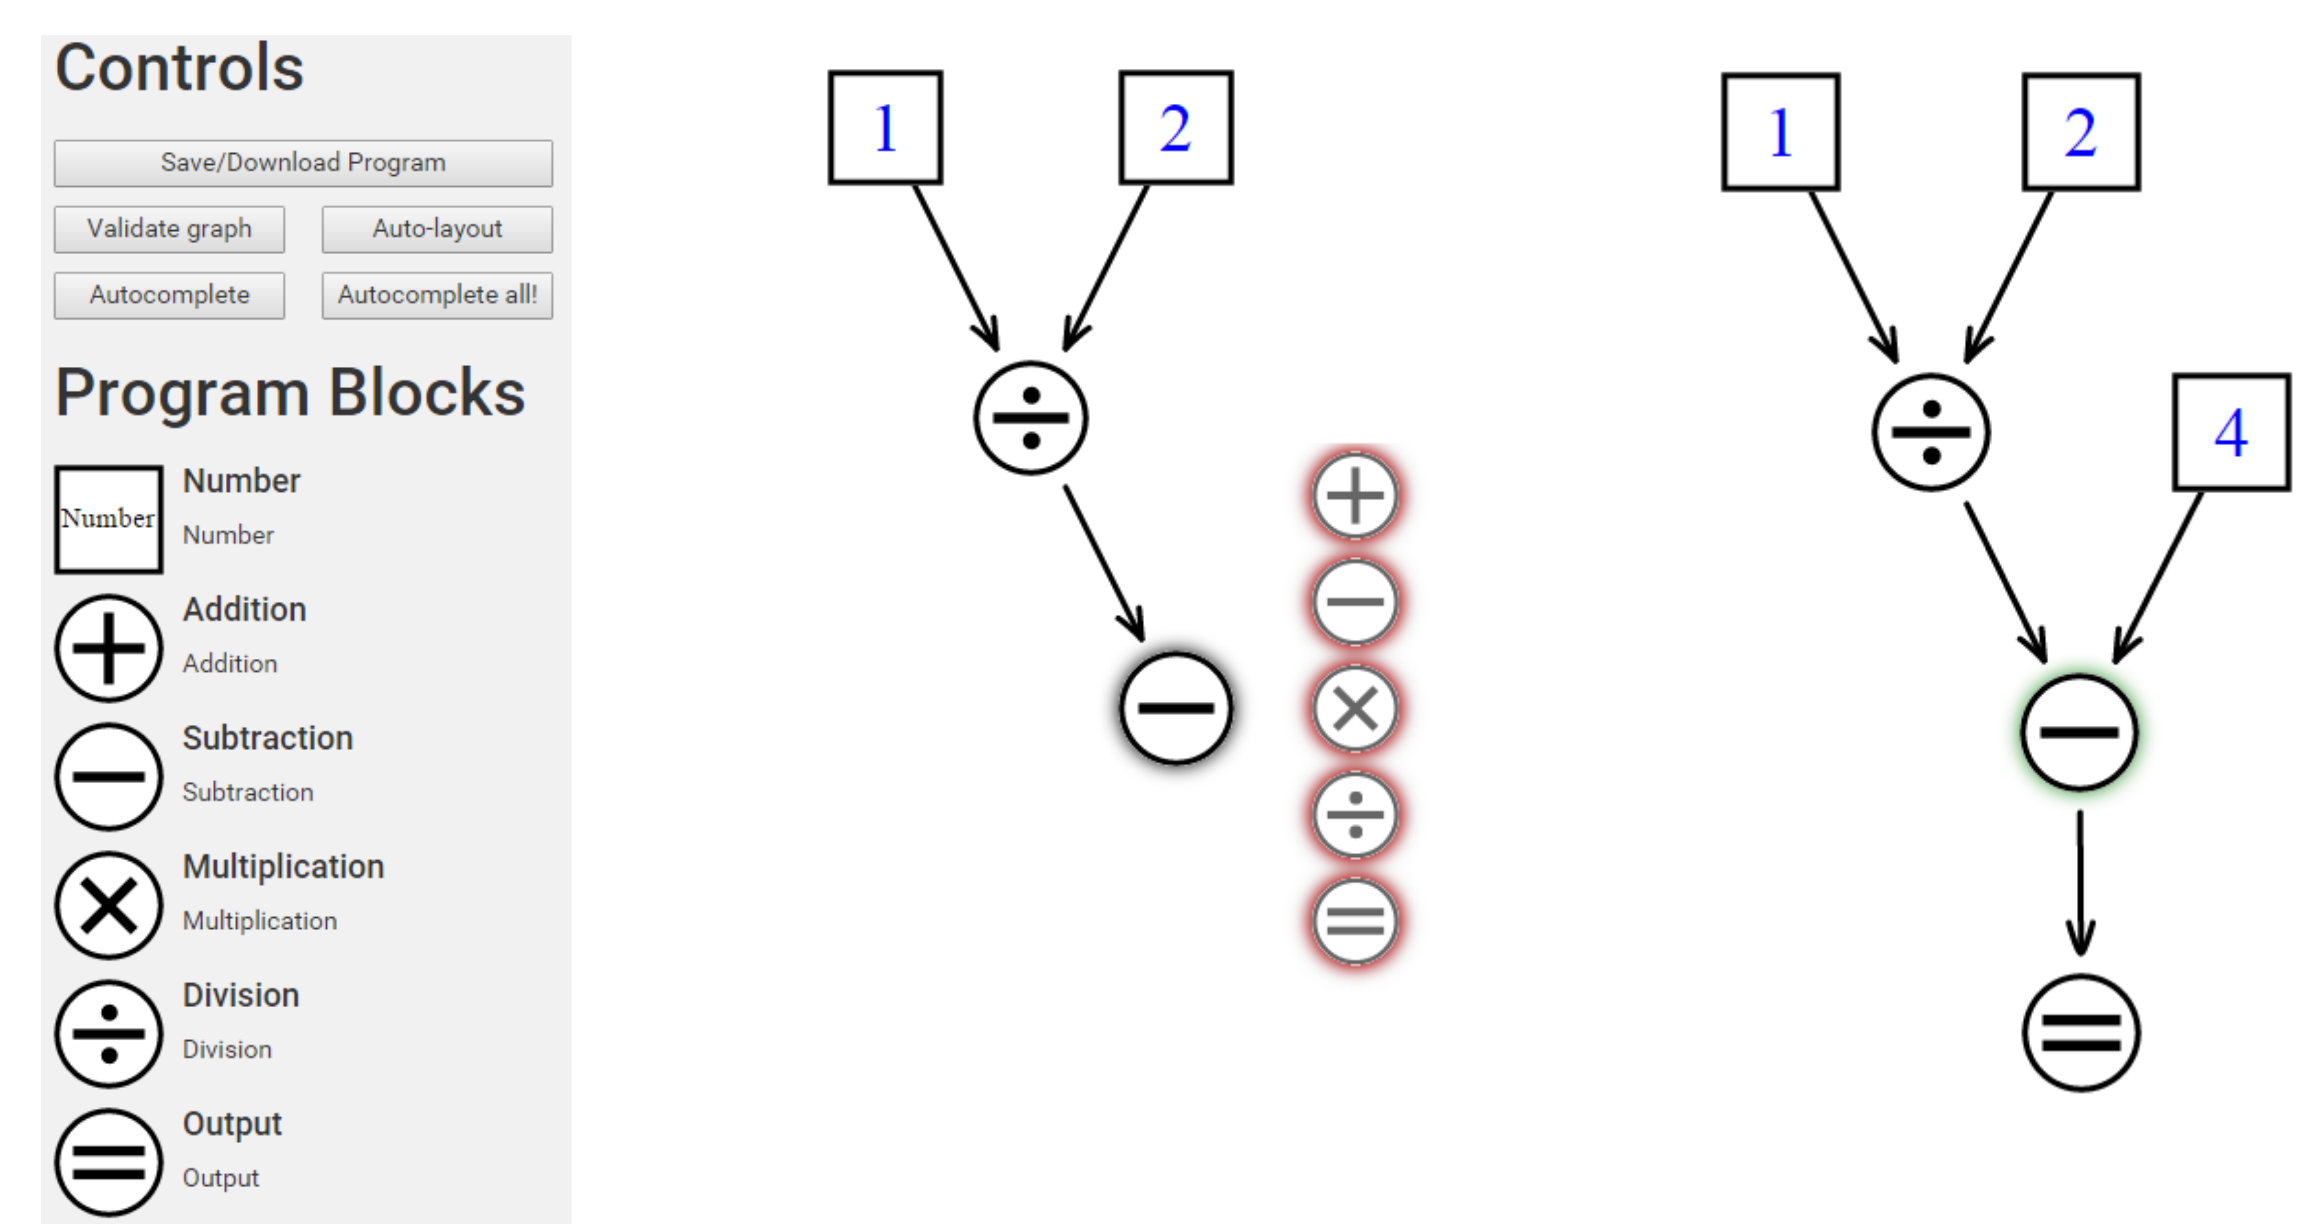 Controls
Save/Download Program
Validate graph
Auto-layout
Autocomplete
Autocomplete all!
Program Blocks
Number
Number
Number
Addition
Addition
Subtraction
Subtraction
Multiplication
Multiplication
Division
Division
Output
Output
1
2
1
2
4